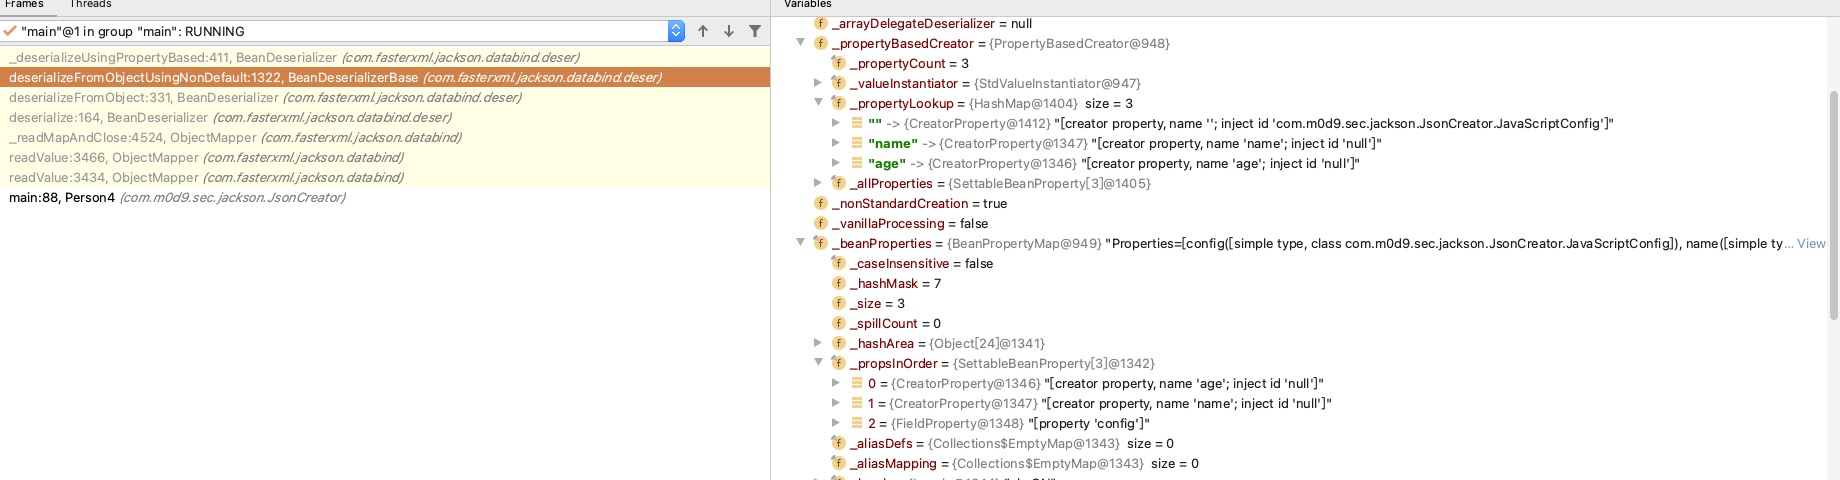 Frames Threads
"main"@1 in group "main": RUNNING
_deserializeUsingPropertyBased:411, BeanDeserializer (com.fasterxml.jackson.databind.deser)
deserializeFromObjectUsingNonDefault:1322, BeanDeserializerBase (com.fasterxml.jackson.databind.deser)
deserializeFromObject:331, BeanDeserializer (com.fasterxml.jackson.databind.deser)
deserialize:164, BeanDeserializer (com.fasterxml.jackson.databind.deser)
_readMapAndClose:4524, ObjectMapper (com.fasterxml.jackson.databind)
readValue:3466, ObjectMapper (com.fasterxml.jackson.databind)
readValue:3434, ObjectMapper (com.fasterxml.jackson.databind)
main:88, Person4 (com.m0d9.sec.jackson.JsonCreator)
Variables
_arrayDelegateDeserializer = null
_propertyBasedCreator = {PropertyBasedCreator@948}
_propertyCount = 3
_valueInstantiator = {StdValueInstantiator@947}
_propertyLookup = {HashMap@1404} size = 3
"" -> {CreatorProperty@1412} "[creator property, name ''; inject id 'com.m0d9.sec.jackson.JsonCreator.JavaScriptConfig']"
"name" -> {CreatorProperty@1347} "[creator property, name 'name'; inject id 'null']"
"age" -> {CreatorProperty@1346} "[creator property, name 'age'; inject id 'null']"
_allProperties = {SettableBeanProperty[3]@1405}
_nonStandardCreation = true
_vanillaProcessing = false
_beanProperties = {BeanPropertyMap@949} "Properties=[config([simple type, class com.m0d9.sec.jackson.JsonCreator.JavaScriptConfig]), name([simple ty... View
_caseInsensitive = false
_hashMask = 7
_size = 3
_spillCount = 0
_hashArea = {Object[24]@1341}
_propsInOrder = {SettableBeanProperty[3]@1342}
0 = {CreatorProperty@1346} "[creator property, name 'age'; inject id 'null']"
1 = {CreatorProperty@1347} "[creator property, name 'name'; inject id 'null']"
2 = {FieldProperty@1348} "[property 'config']"
_aliasDefs = {Collections$EmptyMap@1343} size = 0
_aliasMapping = {Collections$EmptyMap@1343} size = 0